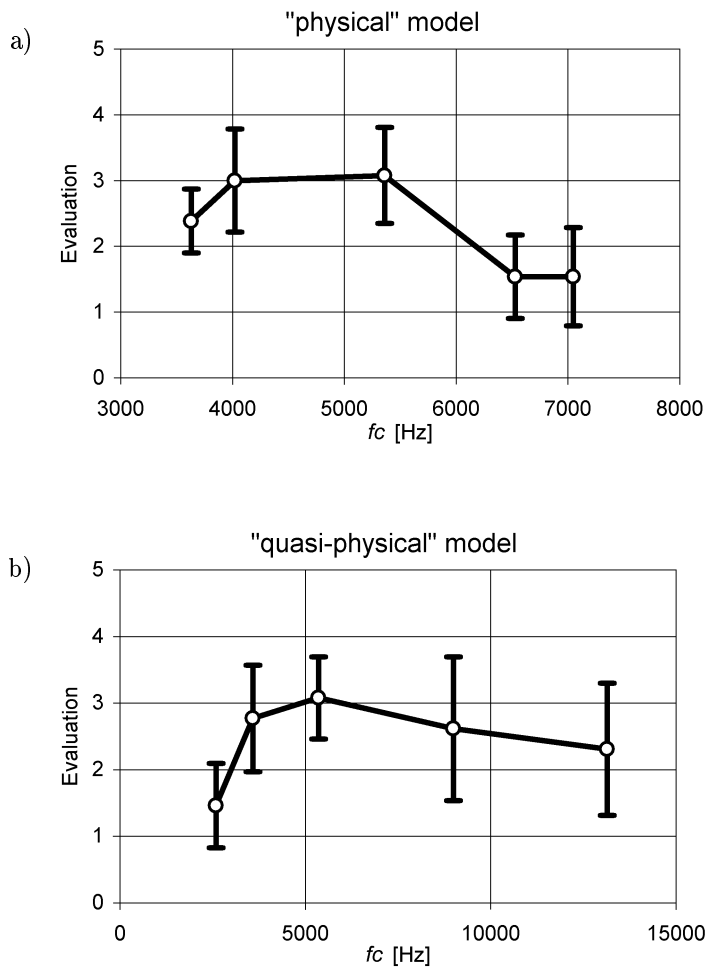 a)
"physical" model
5
4
3
2
1
0
Evaluation
3000 4000 5000 6000 7000 8000
fc [Hz]
b)
"quasi-physical" model
5
4
3
2
1
0
Evaluation
0 5000 10000 15000
fc [Hz]